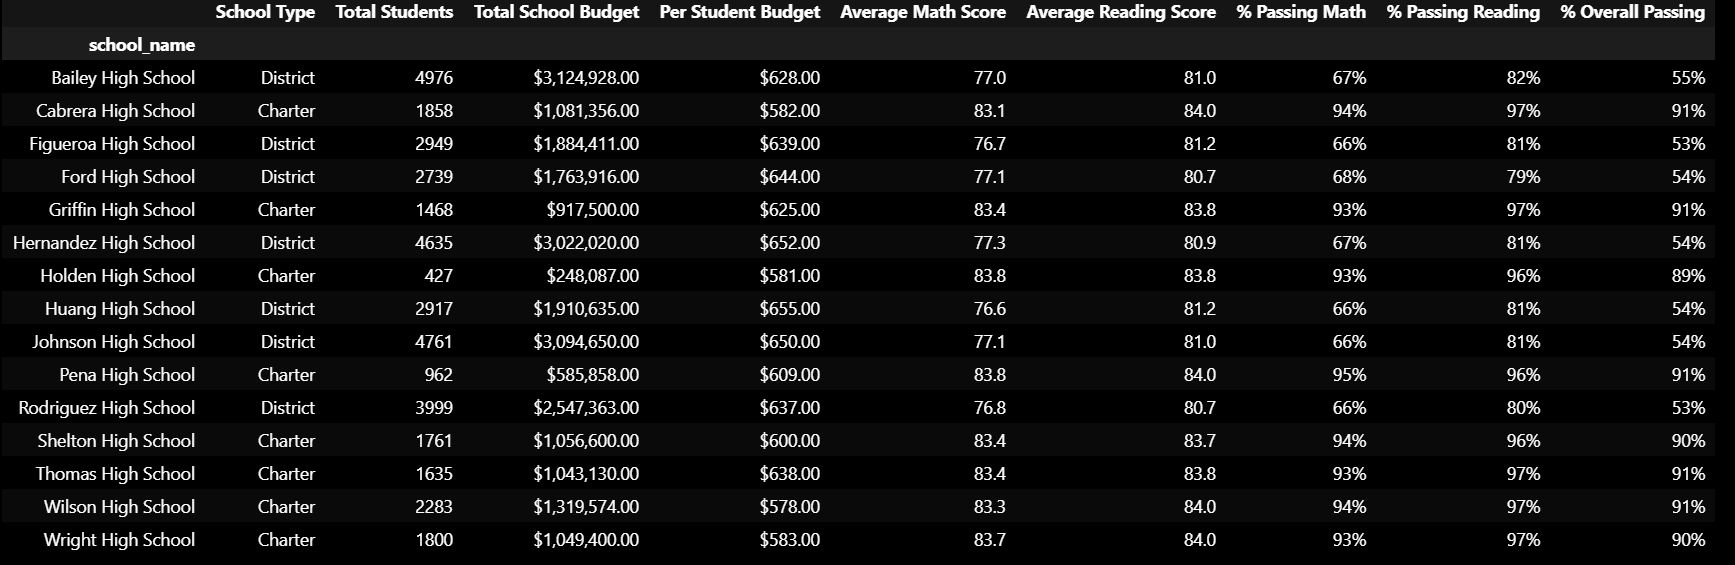 School Type Total Students Total School Budget Per Student Budget Average Math Score Average Reading Score % Passing Math % Passing Reading % Overall Passing
school_name
Bailey High School District 4976 $3,124,928.00 $628.00 77.0 81.0 67% 82% 55%
Cabrera High School Charter 1858 $1,081,356.00 $582.00 83.1 84.0 94% 97% 91%
Figueroa High School District 2949 $1,884,411.00 $639.00 76.7 81.2 66% 81% 53%
Ford High School District 2739 $1,763,916.00 $644.00 77.1 80.7 68% 79% 54%
Griffin High School Charter 1468 $917,500.00 $625.00 83.4 83.8 93% 97% 91%
Hernandez High School District 4635 $3,022,020.00 $652.00 77.3 80.9 67% 81% 54%
Holden High School Charter 427 $248,087.00 $581.00 83.8 83.8 93% 96% 89%
Huang High School District 2917 $1,910,635.00 $655.00 76.6 81.2 66% 81% 54%
Johnson High School District 4761 $3,094,650.00 $650.00 77.1 81.0 66% 81% 54%
Pena High School Charter 962 $585,858.00 $609.00 83.8 84.0 95% 96% 91%
Rodriguez High School District 3999 $2,547,363.00 $637.00 76.8 80.7 66% 80% 53%
Shelton High School Charter 1761 $1,056,600.00 $600.00 83.4 83.7 94% 96% 90%
Thomas High School Charter 1635 $1,043,130.00 $638.00 83.4 83.8 93% 97% 91%
Wilson High School Charter 2283 $1,319,574.00 $578.00 83.3 84.0 94% 97% 91%
Wright High School Charter 1800 $1,049,400.00 $583.00 83.7 84.0 93% 97% 90%